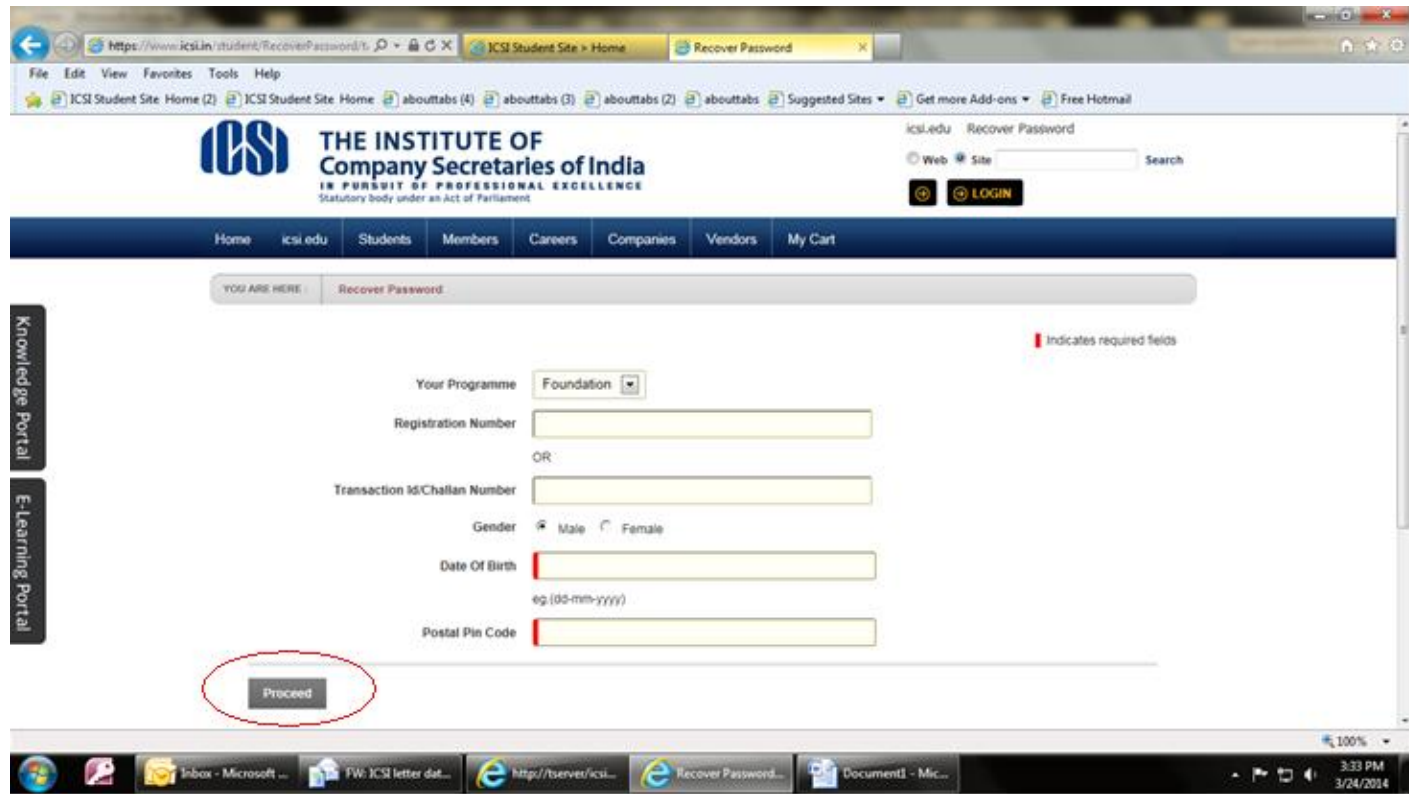 https://www.icsi.in/student/RecoverPassword/t.
ICSI Student Site > Home
Recover Password
File Edit View Favorites Tools Help
ICSI Student Site Home (2) ICSI Student Site Home abouttabs (4) abouttabs (3) abouttabs (2) abouttabs Suggested Sites Get more Add-ons Free Hotmail
ICSI
THE INSTITUTE OF
Company Secretaries of India
IN PURSUIT OF PROFESSIONAL EXCELLENCE
Statutory body under an Act of Parliament
icsi.edu Recover Password
Web Site Search
LOGIN
Home icsi.edu Students Members Careers Companies Vendors My Cart
YOU ARE HERE : Recover Password
Knowledge Portal
E-Learning Portal
Indicates required fields
Your Programme Foundation
Registration Number
OR
Transaction Id/Challan Number
Gender Male Female
Date Of Birth
eg.(dd-mm-yyyy)
Postal Pin Code
Proceed
100%
Inbox - Microsoft ... FW: ICSI letter dat... http://tserver/icsi... Recover Password... Document1 - Mic...
3:33 PM
3/24/2014